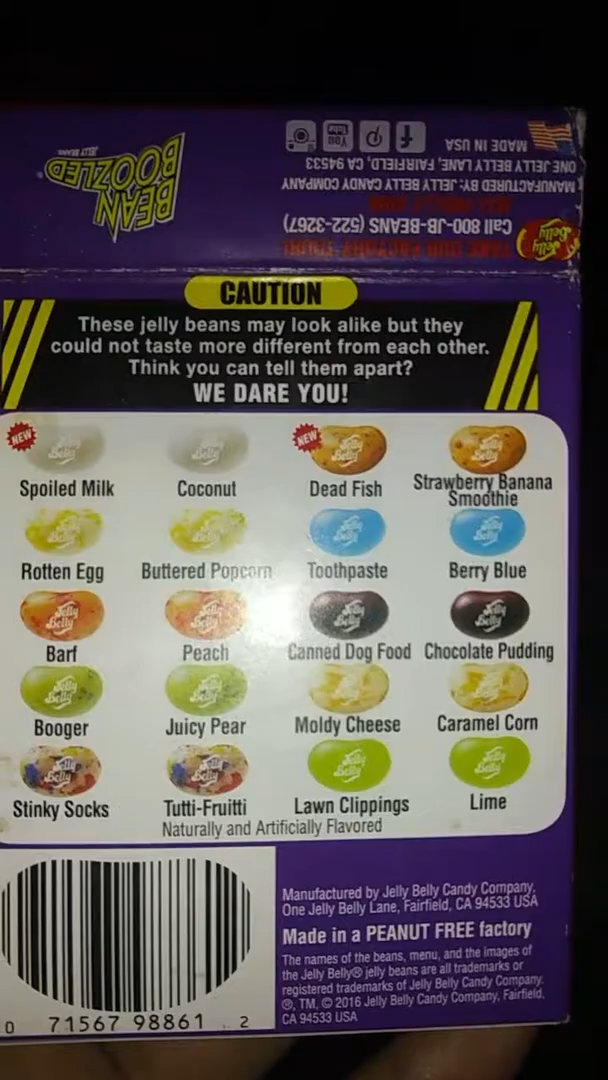 BEAN
BOOZLED
JELLY BEANS
MADE IN USA
ONE JELLY BELLY LANE, FAIRFIELD, CA 94533
MANUFACTURED BY: JELLY BELLY CANDY COMPANY
Call 800-JB-BEANS (522-3267)
TAKE OUR FACTORY TOUR!
Jelly Belly
You Tube
CAUTION
These jelly beans may look alike but they
could not taste more different from each other.
Think you can tell them apart?
WE DARE YOU!
NEW
NEW
Spoiled Milk Coconut Dead Fish Strawberry Banana
Smoothie
Rotten Egg Buttered Popcorn Toothpaste Berry Blue
Barf Peach Canned Dog Food Chocolate Pudding
Booger Juicy Pear Moldy Cheese Caramel Corn
Stinky Socks Tutti-Fruitti Lawn Clippings Lime
Naturally and Artificially Flavored
Manufactured by Jelly Belly Candy Company,
One Jelly Belly Lane, Fairfield, CA 94533 USA
Made in a PEANUT FREE factory
The names of the beans, menu, and the images of
the Jelly Belly® jelly beans are all trademarks or
registered trademarks of Jelly Belly Candy Company.
®, TM, © 2016 Jelly Belly Candy Company, Fairfield,
CA 94533 USA
0 71567 98861 2